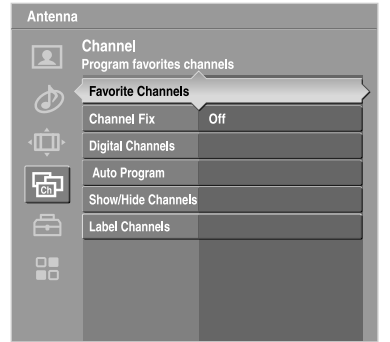 Antenna
Channel
Program favorites channels
Favorite Channels
Channel Fix Off
Digital Channels
Auto Program
Ch
Show/Hide Channels
Label Channels